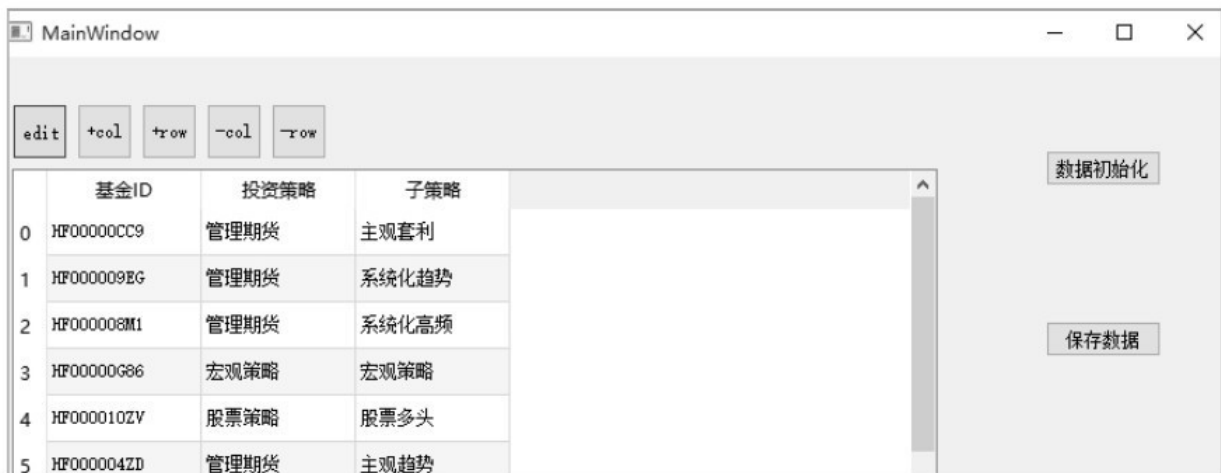 MainWindow
edit +col +row -col -row
数据初始化
基金ID 投资策略 子策略
0 HF00000CC9 管理期货 主观套利
1 HF000009EG 管理期货 系统化趋势
2 HF000008M1 管理期货 系统化高频
保存数据
3 HF00000G86 宏观策略 宏观策略
4 HF000010ZV 股票策略 股票多头
5 HF000004ZD 管理期货 主观趋势